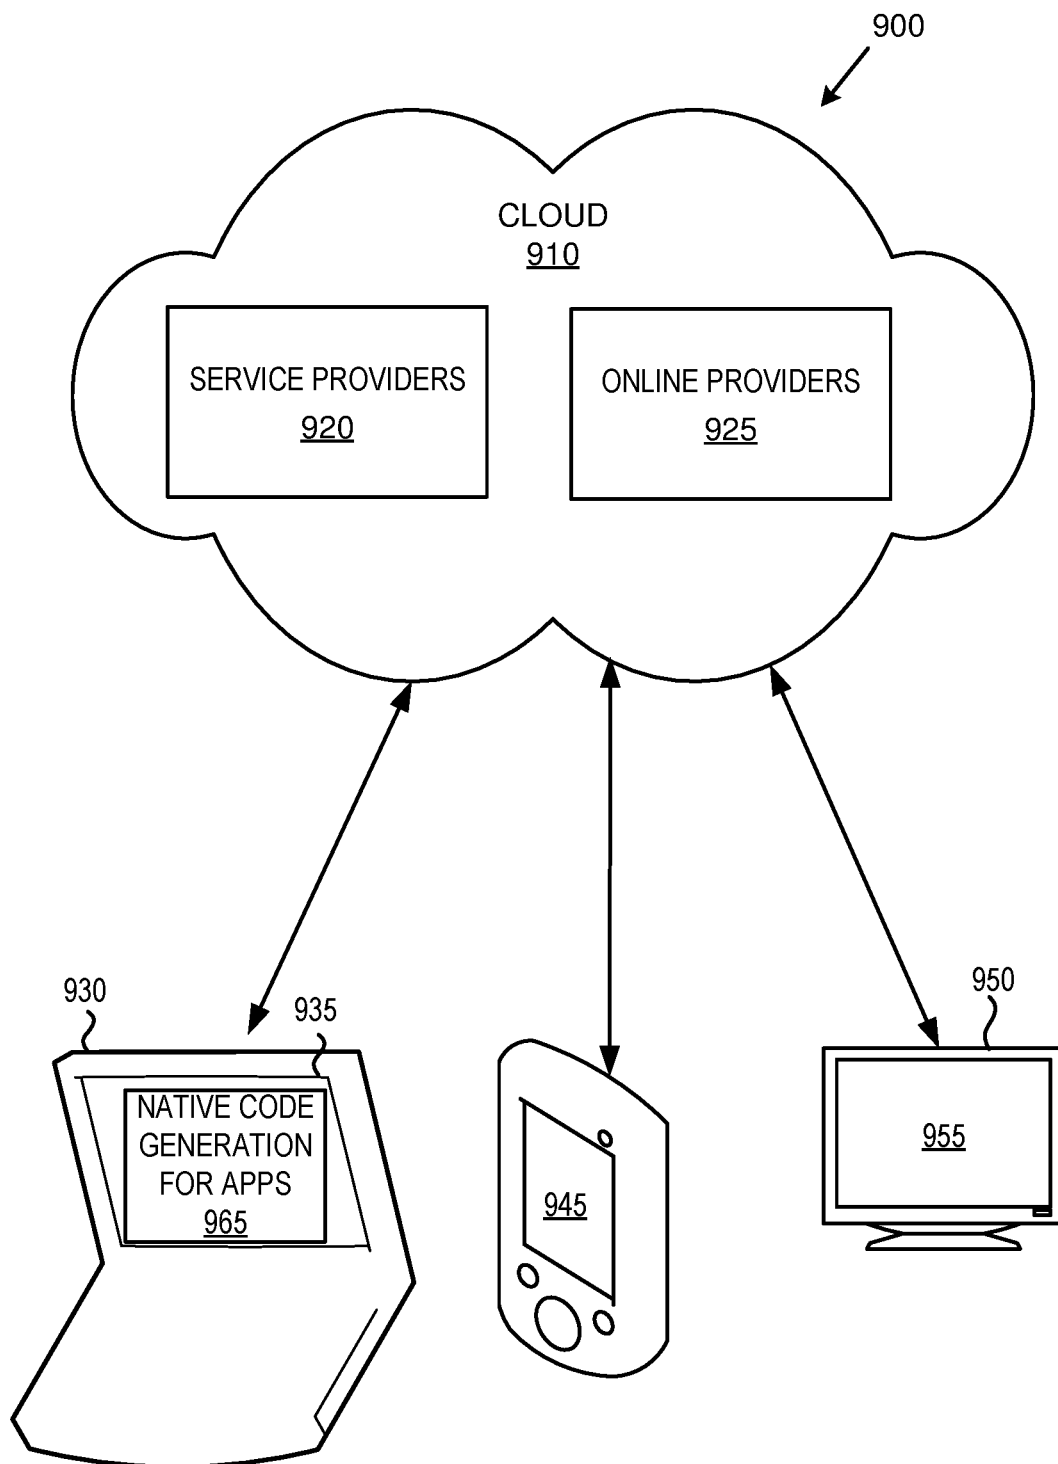 900
CLOUD
910
SERVICE PROVIDERS
920
ONLINE PROVIDERS
925
930
935
950
NATIVE CODE
GENERATION
FOR APPS
965
945
955